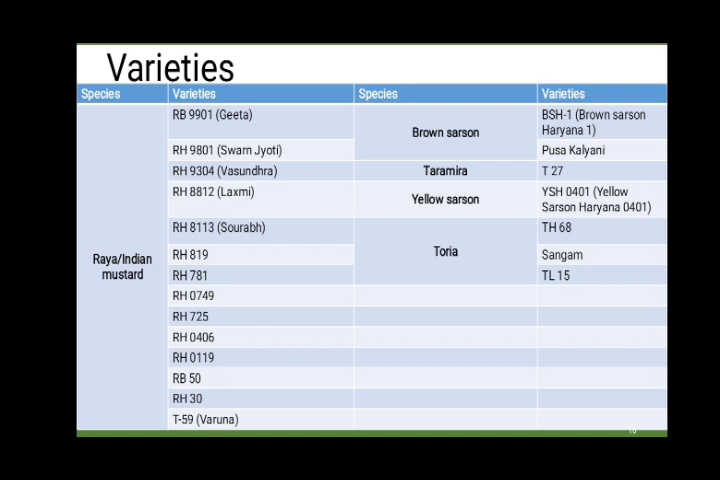 Varieties
Species Varieties Species Varieties
RB 9901 (Geeta)
Brown sarson
BSH-1 (Brown sarson
Haryana 1)
RH 9801 (Swarn Jyoti) Pusa Kalyani
RH 9304 (Vasundhra) Taramira T 27
RH 8812 (Laxmi)
Yellow sarson
YSH 0401 (Yellow
Sarson Haryana 0401)
RH 8113 (Sourabh)
Toria
TH 68
Raya/Indian
mustard
RH 819 Sangam
RH 781 TL 15
RH 0749
RH 725
RH 0406
RH 0119
RB 50
RH 30
T-59 (Varuna)